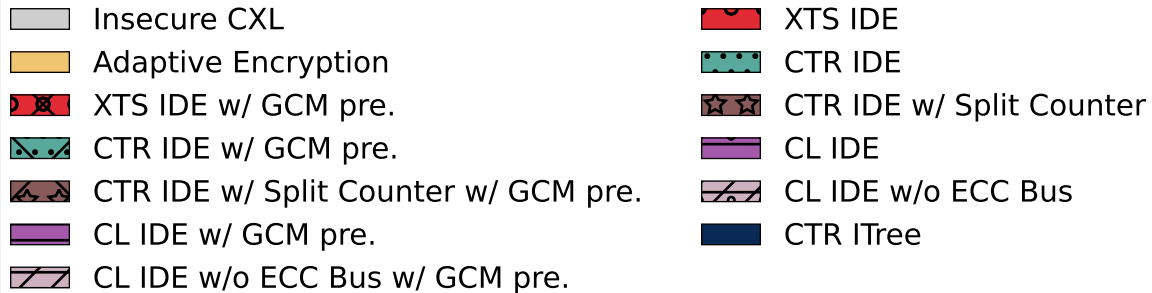 Insecure CXL
Adaptive Encryption
XTS IDE w/ GCM pre.
CTR IDE w/ GCM pre.
CTR IDE w/ Split Counter w/ GCM pre.
CL IDE w/ GCM pre.
CL IDE w/o ECC Bus w/ GCM pre.
XTS IDE
CTR IDE
CTR IDE w/ Split Counter
CL IDE
CL IDE w/o ECC Bus
CTR ITree